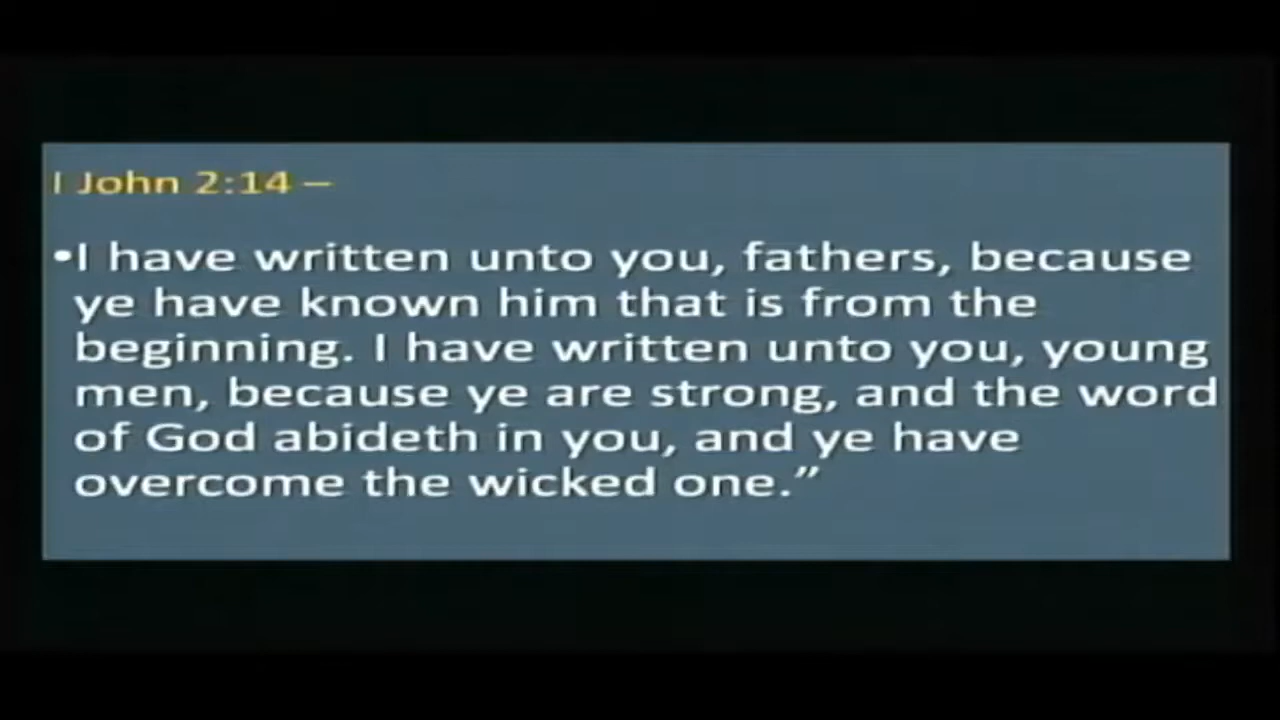 I John 2:14 –
•I have written unto you, fathers, because
ye have known him that is from the
beginning. I have written unto you, young
men, because ye are strong, and the word
of God abideth in you, and ye have
overcome the wicked one.”